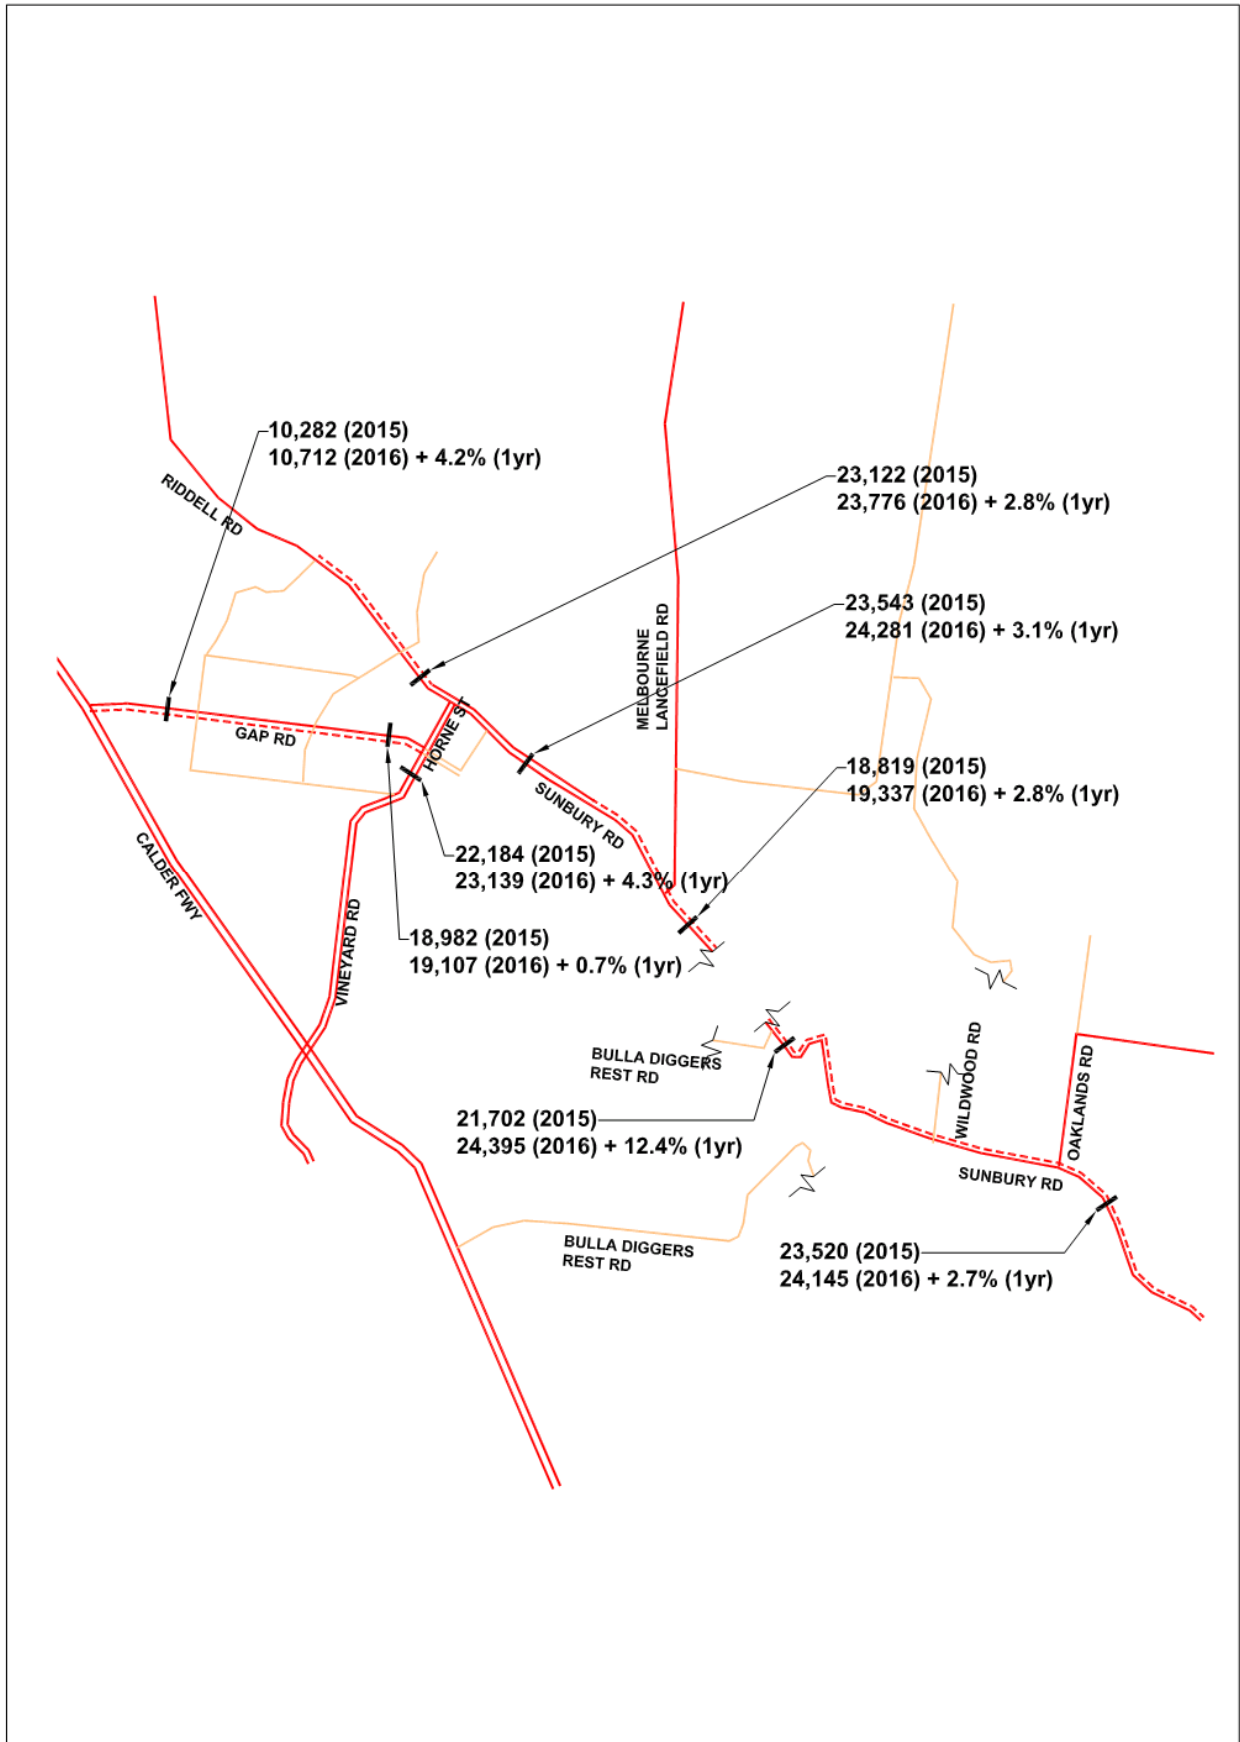 10,282 (2015)
10,712 (2016) + 4.2% (1yr)
RIDDELL RD
23,122 (2015)
23,776 (2016) + 2.8% (1yr)
23,543 (2015)
24,281 (2016) + 3.1% (1yr)
MELBOURNE
LANCEFIELD RD
GAP RD
HORNE ST
SUNBURY RD
18,819 (2015)
19,337 (2016) + 2.8% (1yr)
CALDER FWY
22,184 (2015)
23,139 (2016) + 4.3% (1yr)
VINEYARD RD
18,982 (2015)
19,107 (2016) + 0.7% (1yr)
BULLA DIGGERS
REST RD
WILDWOOD RD
OAKLANDS RD
21,702 (2015)
24,395 (2016) + 12.4% (1yr)
SUNBURY RD
BULLA DIGGERS
REST RD
23,520 (2015)
24,145 (2016) + 2.7% (1yr)